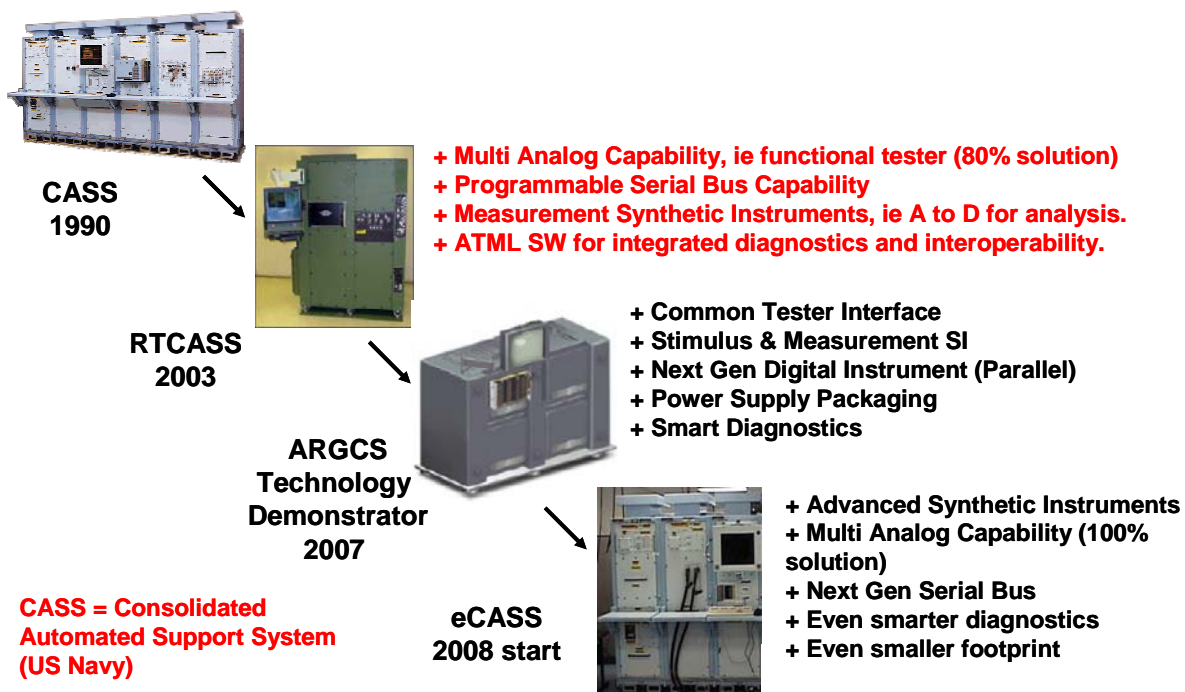 CASS
1990
+ Multi Analog Capability, ie functional tester (80% solution)
+ Programmable Serial Bus Capability
+ Measurement Synthetic Instruments, ie A to D for analysis.
+ ATML SW for integrated diagnostics and interoperability.
RTCASS
2003
+ Common Tester Interface
+ Stimulus & Measurement SI
+ Next Gen Digital Instrument (Parallel)
+ Power Supply Packaging
+ Smart Diagnostics
ARGCS
Technology
Demonstrator
2007
+ Advanced Synthetic Instruments
+ Multi Analog Capability (100%
solution)
+ Next Gen Serial Bus
+ Even smarter diagnostics
+ Even smaller footprint
eCASS
2008 start
CASS = Consolidated
Automated Support System
(US Navy)